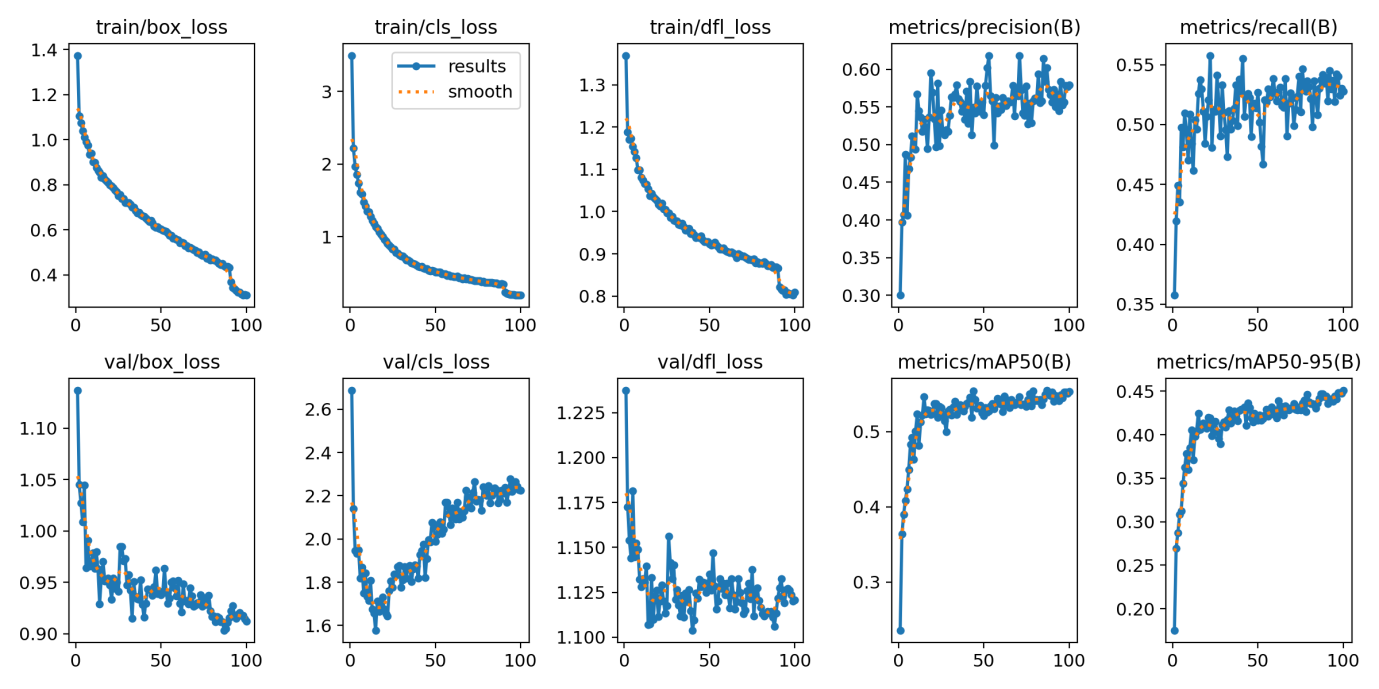 train/box_loss
train/cls_loss
train/dfl_loss
metrics/precision(B)
metrics/recall(B)
1.4
1.2
1.0
0.8
0.6
0.4
0 50 100
3
2
1
results
smooth
0 50 100
1.3
1.2
1.1
1.0
0.9
0.8
0 50 100
0.60
0.55
0.50
0.45
0.40
0.35
0.30
0 50 100
0.55
0.50
0.45
0.40
0.35
0 50 100
val/box_loss
val/cls_loss
val/dfl_loss
metrics/mAP50(B)
metrics/mAP50-95(B)
1.10
1.05
1.00
0.95
0.90
0 50 100
2.6
2.4
2.2
2.0
1.8
1.6
0 50 100
1.225
1.200
1.175
1.150
1.125
1.100
0 50 100
0.5
0.4
0.3
0 50 100
0.45
0.40
0.35
0.30
0.25
0.20
0 50 100